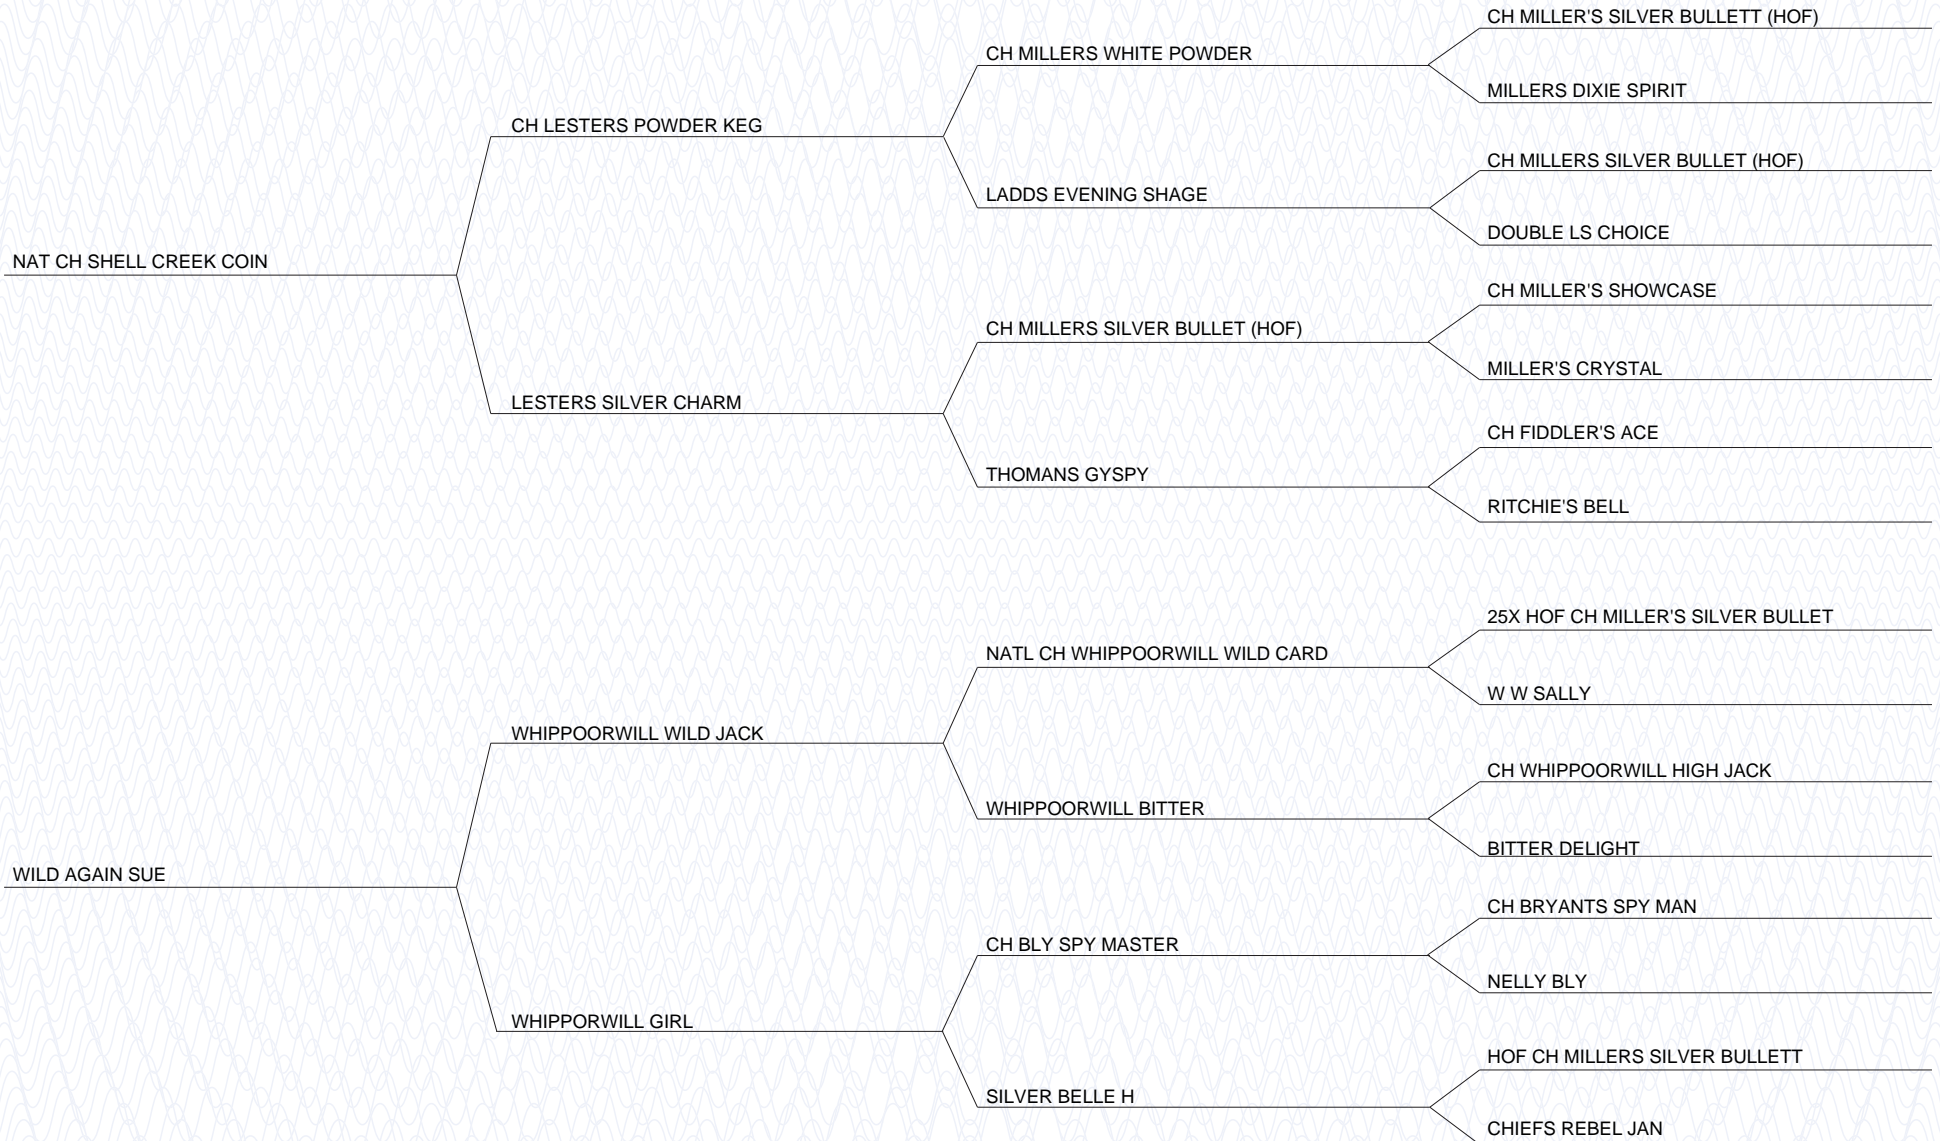 CH MILLER'S SILVER BULLETT (HOF)
CH MILLERS WHITE POWDER
MILLERS DIXIE SPIRIT
CH LESTERS POWDER KEG
CH MILLERS SILVER BULLET (HOF)
LADDS EVENING SHAGE
DOUBLE LS CHOICE
NAT CH SHELL CREEK COIN
CH MILLER'S SHOWCASE
CH MILLERS SILVER BULLET (HOF)
MILLER'S CRYSTAL
LESTERS SILVER CHARM
CH FIDDLER'S ACE
THOMANS GYSPY
RITCHIE'S BELL
25X HOF CH MILLER'S SILVER BULLET
NATL CH WHIPPOORWILL WILD CARD
W W SALLY
WHIPPOORWILL WILD JACK
CH WHIPPOORWILL HIGH JACK
WHIPPOORWILL BITTER
BITTER DELIGHT
WILD AGAIN SUE
CH BRYANTS SPY MAN
CH BLY SPY MASTER
NELLY BLY
WHIPPORWILL GIRL
HOF CH MILLERS SILVER BULLETT
SILVER BELLE H
CHIEFS REBEL JAN